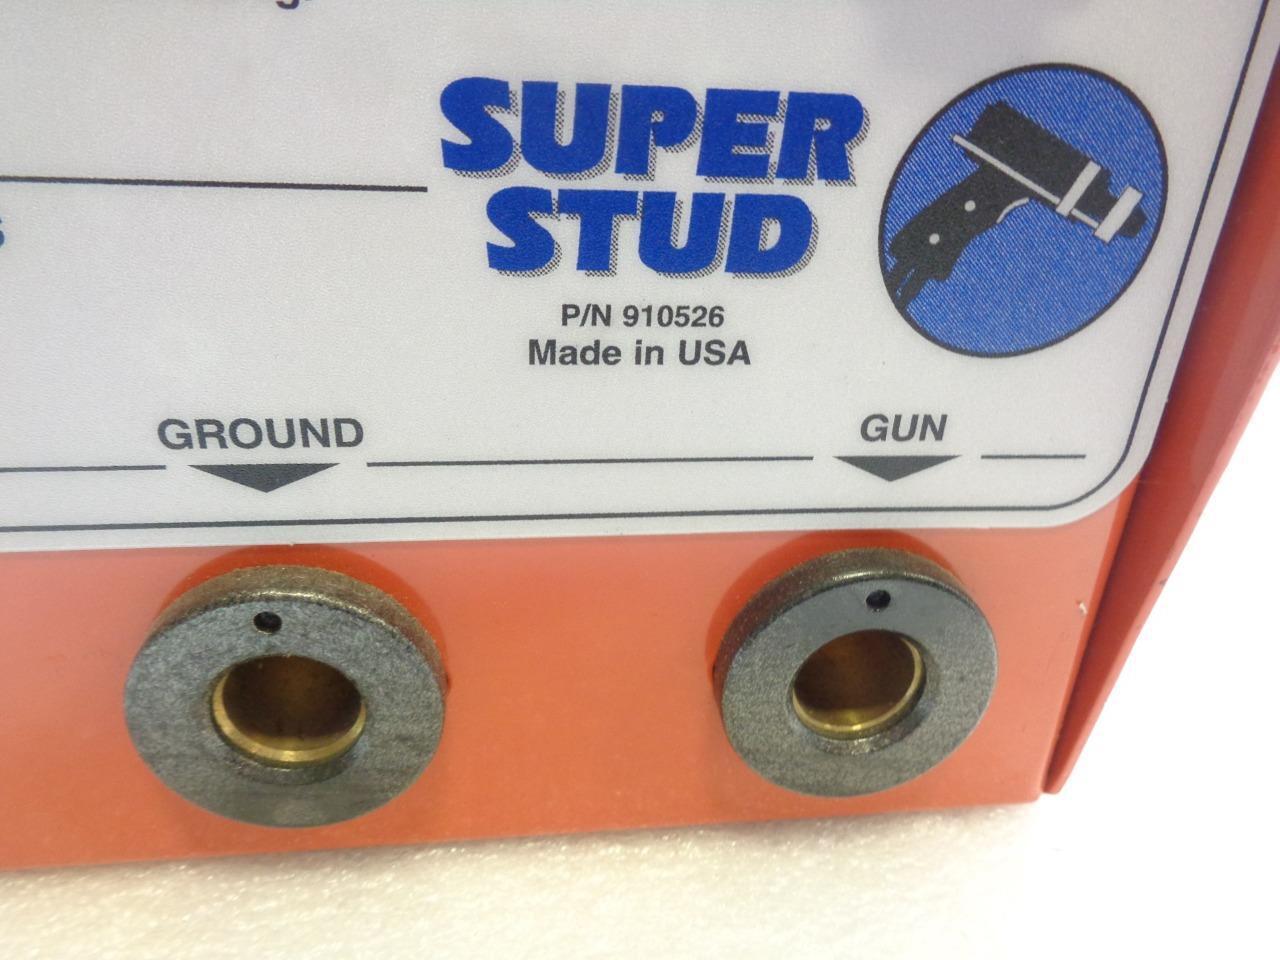 SUPER
STUD
P/N 910526
Made in USA
GROUND
GUN